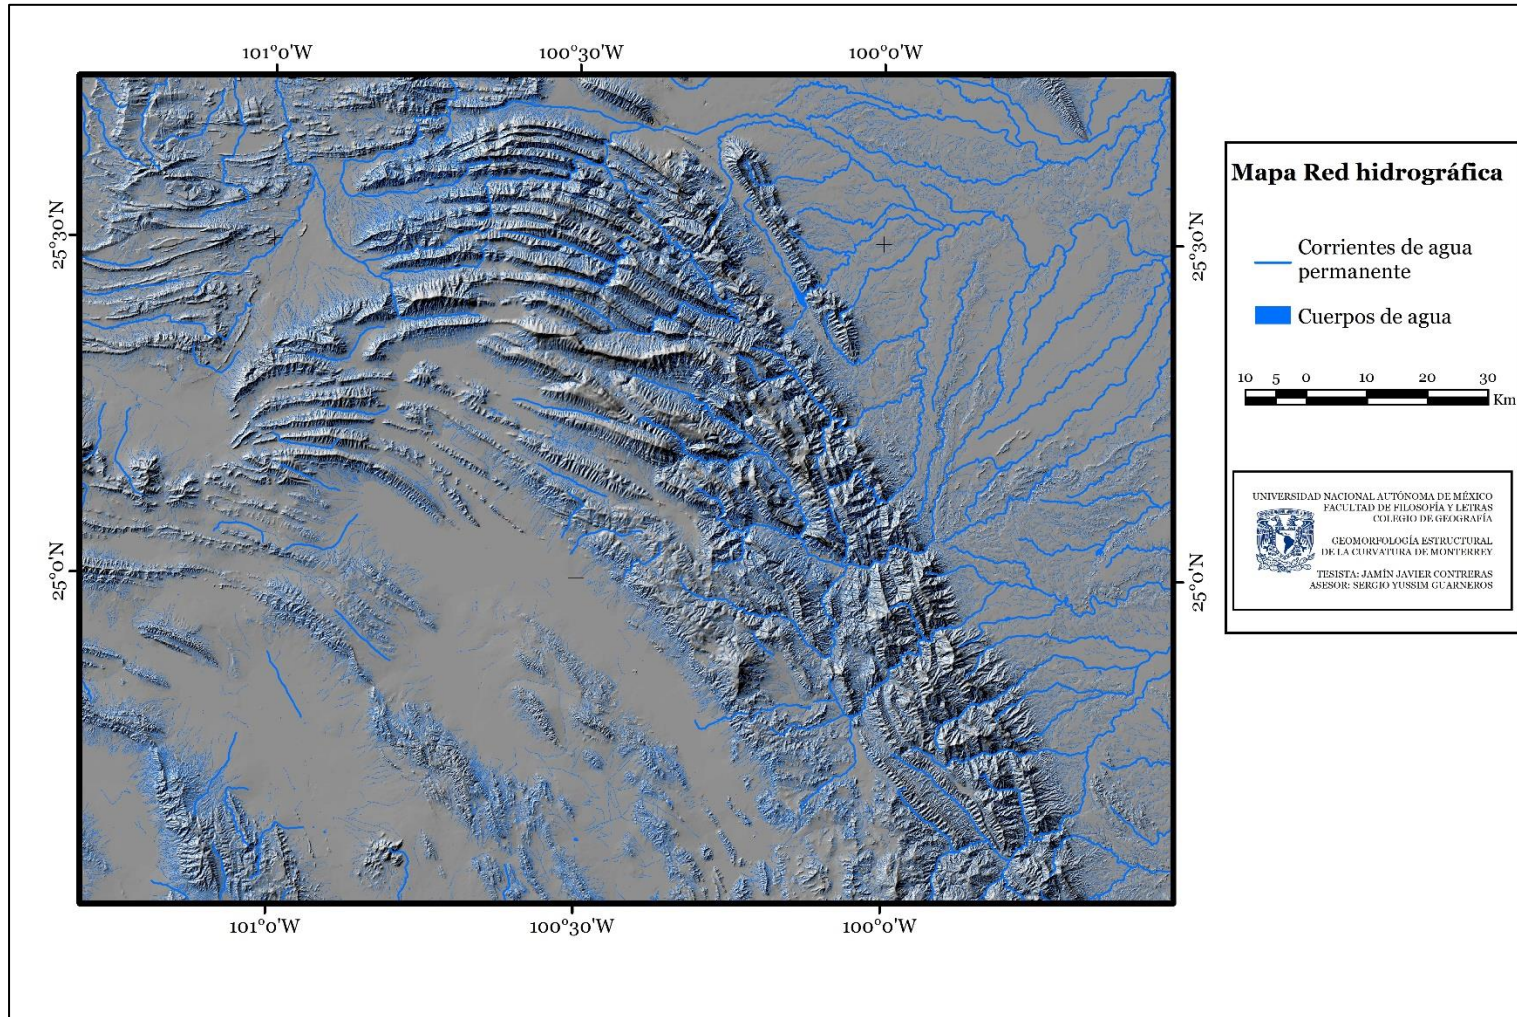 101°0'W 100°30'W 100°0'W
25°30'N
25°0'N
25°30'N
25°0'N
101°0'W 100°30'W 100°0'W
Mapa Red hidrográfica
Corrientes de agua
permanente
Cuerpos de agua
10 5 0 10 20 30
Km
UNIVERSIDAD NACIONAL AUTÓNOMA DE MÉXICO
FACULTAD DE FILOSOFÍA Y LETRAS
COLEGIO DE GEOGRAFÍA
GEOMORFOLOGÍA ESTRUCTURAL
DE LA CURVATURA DE MONTERREY
TESISTA: JAMÍN JAVIER CONTRERAS
ASESOR: SERGIO YUSSIM GUARNEROS